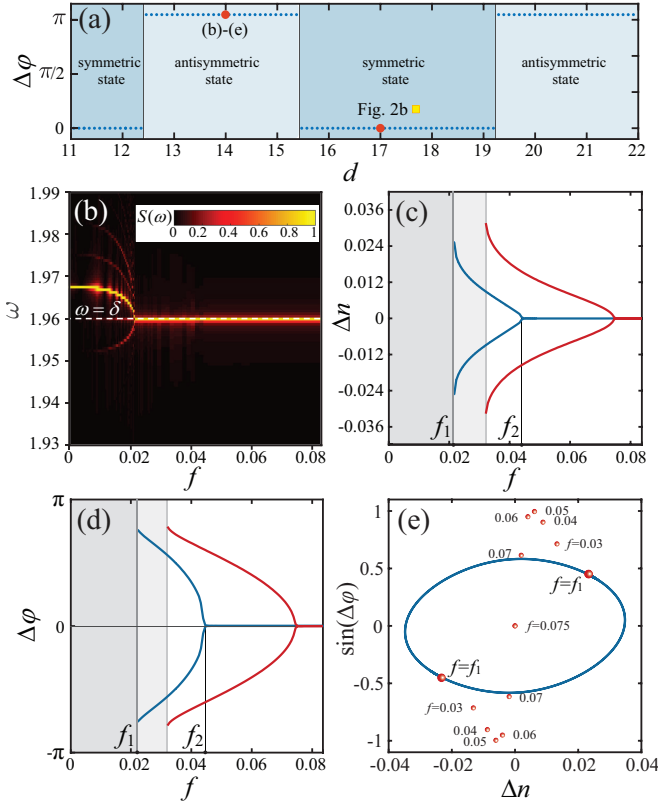 (a)
π
π/2
0
Δφ
(b)-(e)
symmetric state
antisymmetric state
symmetric state
antisymmetric state
Fig. 2b
11 12 13 14 15 16 17 18 19 20 21 22
d
(b)
S(ω)
0 0.2 0.4 0.6 0.8 1
1.99
1.98
1.97
1.96
1.95
1.94
1.93
ω
ω = δ
0 0.02 0.04 0.06 0.08
f
(c)
0.036
0.024
0.012
0
-0.012
-0.024
-0.036
Δn
f1
f2
0 0.02 0.04 0.06 0.08
f
(d)
π
0
-π
Δφ
f1
f2
0 0.02 0.04 0.06 0.08
f
(e)
1
0.5
0
-0.5
-1
sin(Δφ)
0.05
0.06
0.04
f=0.03
0.07
f=f1
f=0.075
f=f1
0.07
f=0.03
0.04
0.06
0.05
-0.04 -0.02 0 0.02 0.04
Δn